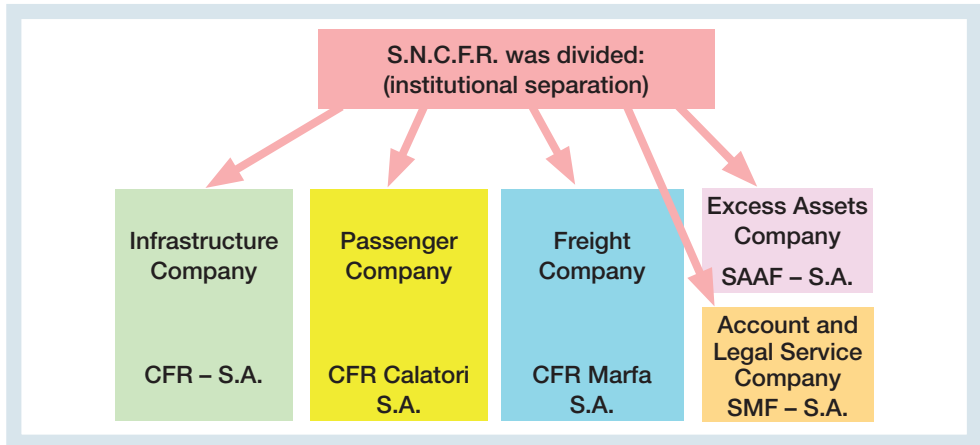 S.N.C.F.R. was divided:
(institutional separation)
Infrastructure
Company
CFR – S.A.
Passenger
Company
CFR Calatori
S.A.
Freight
Company
CFR Marfa
S.A.
Excess Assets
Company
SAAF – S.A.
Account and
Legal Service
Company
SMF – S.A.